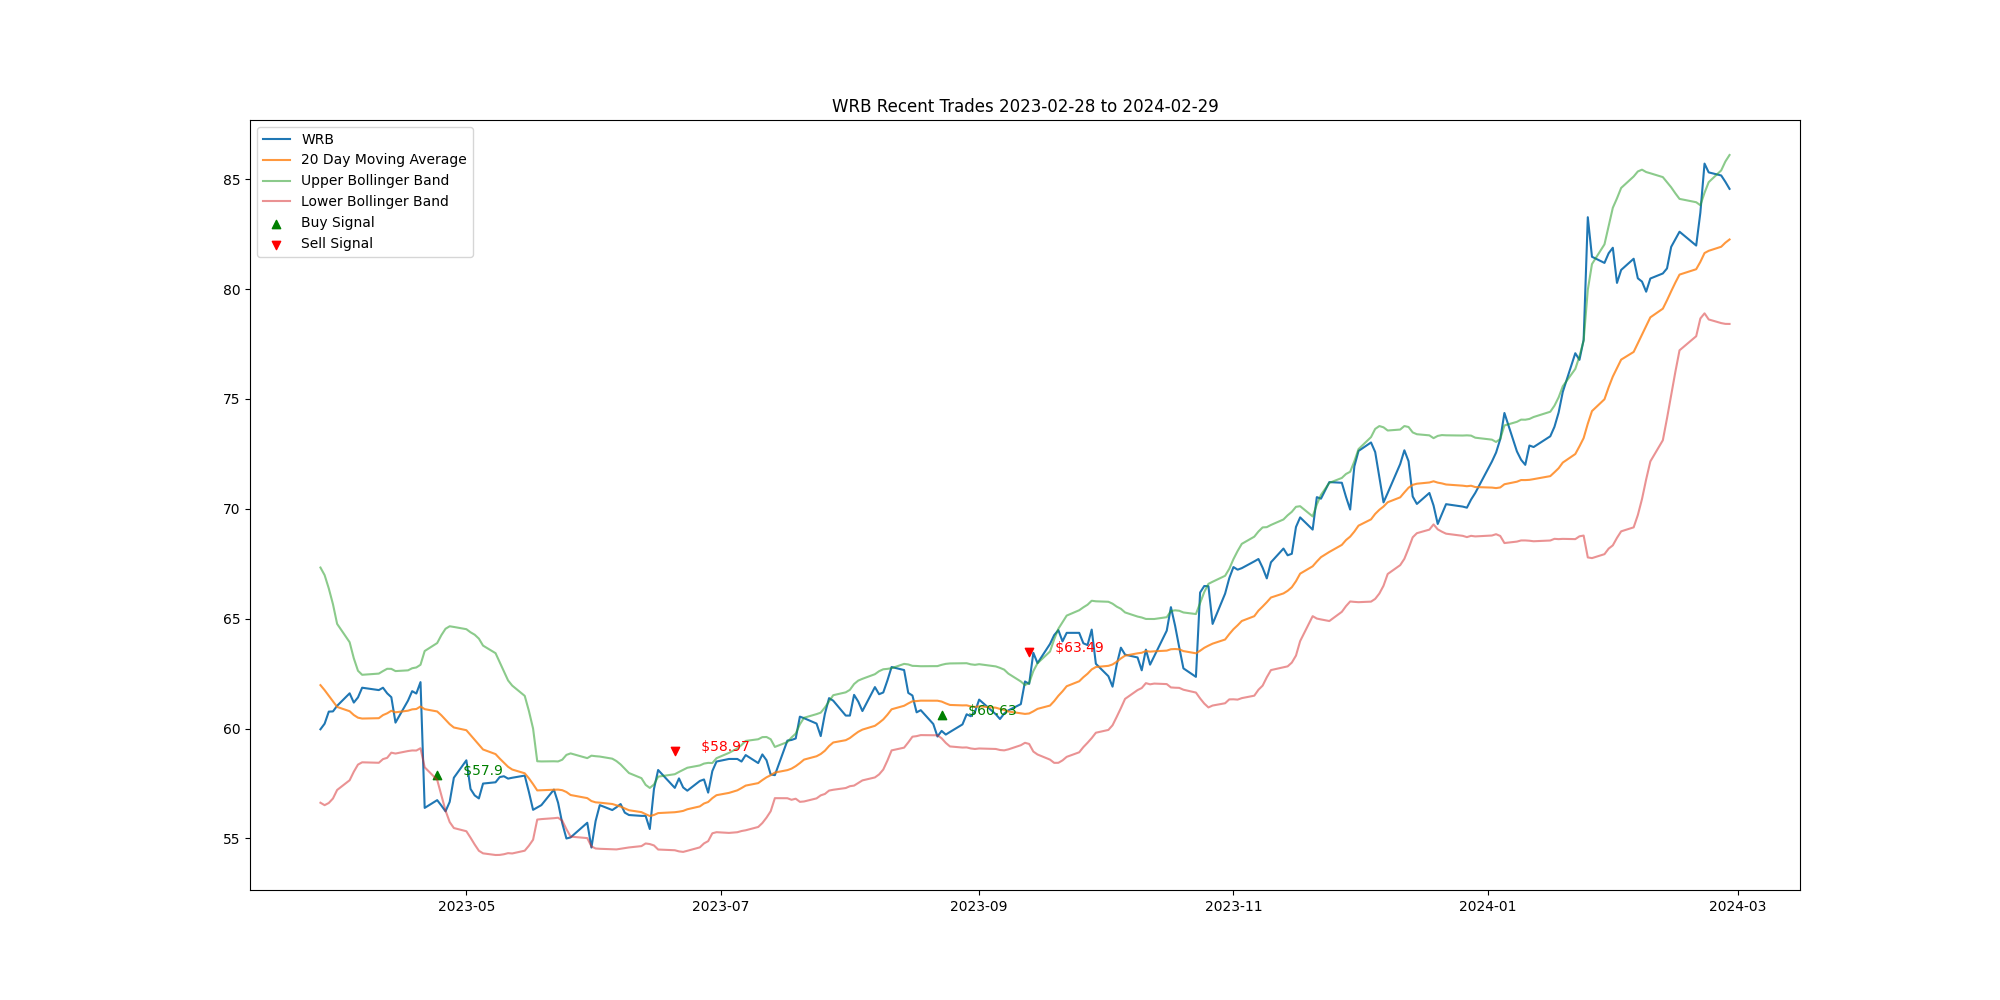 WRB Recent Trades 2023-02-28 to 2024-02-29
WRB
20 Day Moving Average
Upper Bollinger Band
Lower Bollinger Band
Buy Signal
Sell Signal
85
80
75
70
65
60
55
$57.9
$58.97
$60.63
$63.49
2023-05
2023-07
2023-09
2023-11
2024-01
2024-03